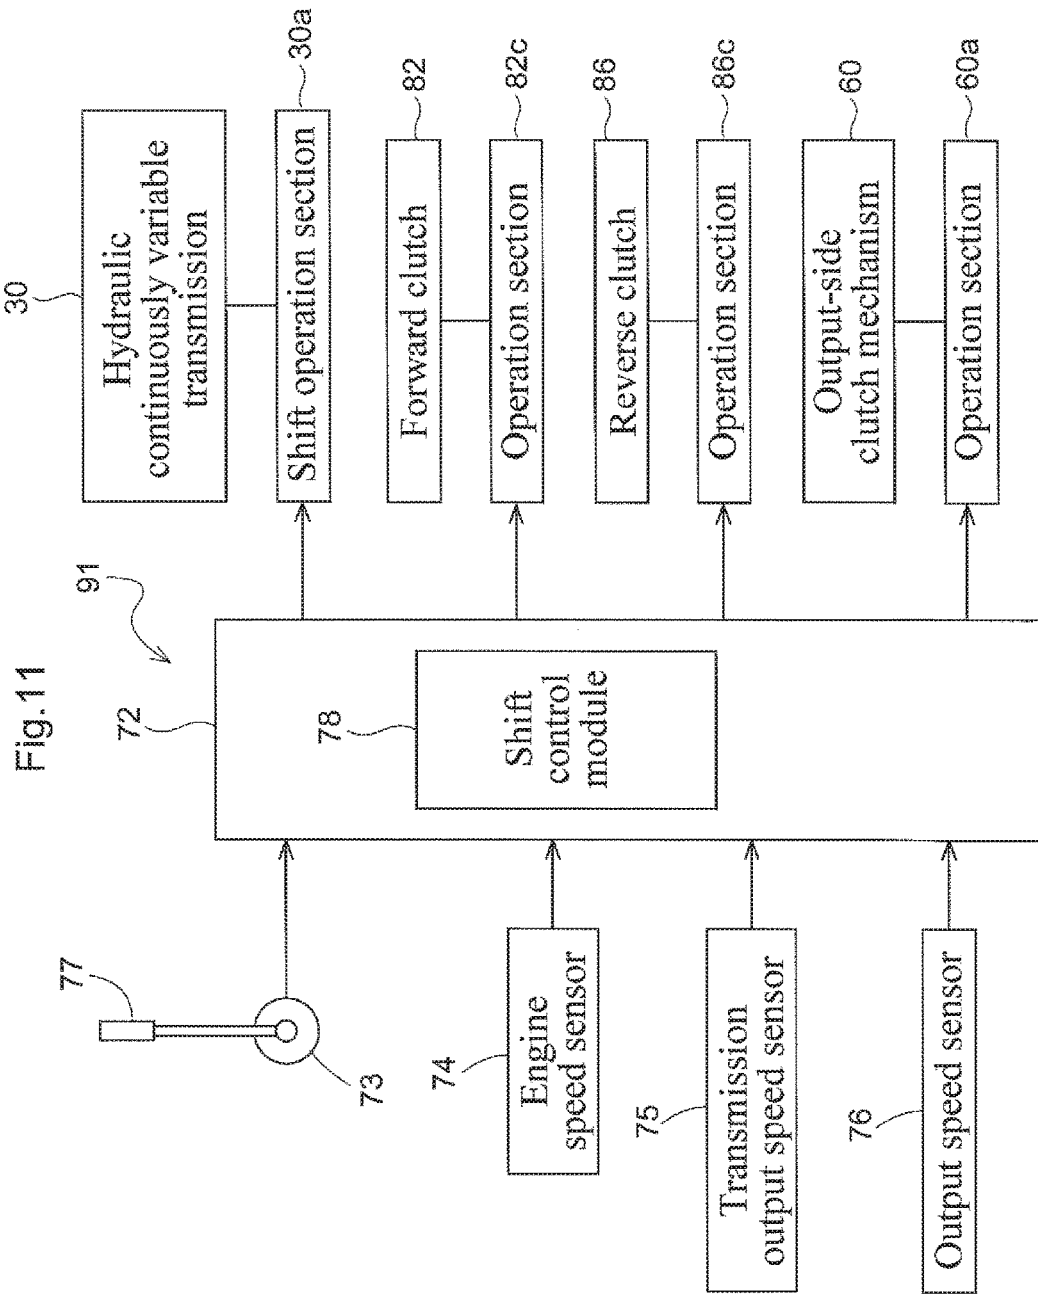 Fig.11
91
72
78
Shift
control
module
77
73
74
Engine
speed sensor
75
Transmission
output speed sensor
76
Output speed sensor
30
Hydraulic
continuously variable
transmission
30a
Shift operation section
82
Forward clutch
82c
Operation section
86
Reverse clutch
86c
Operation section
60
Output-side
clutch mechanism
60a
Operation section